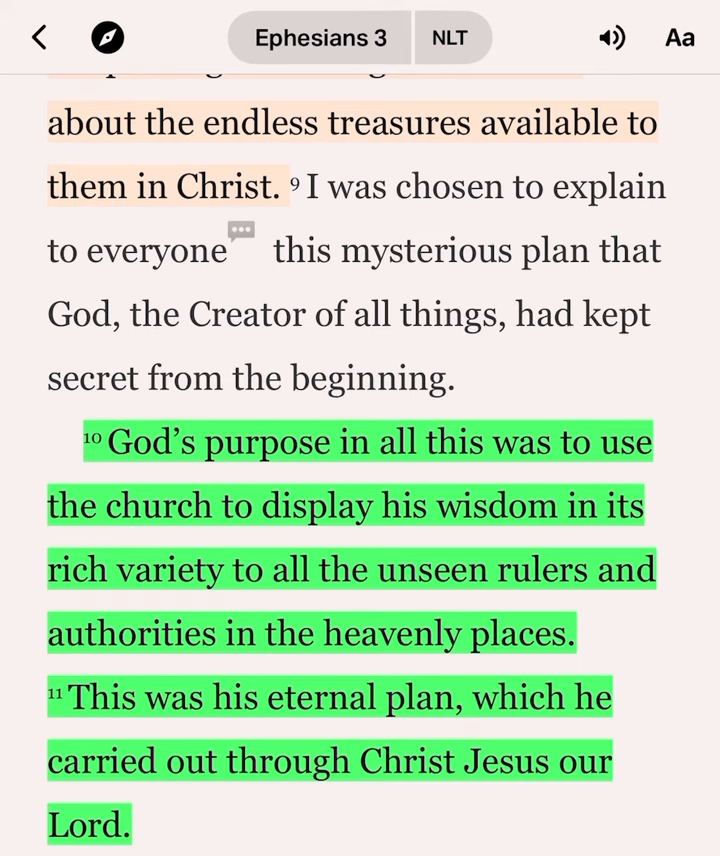 Ephesians 3 NLT Aa
about the endless treasures available to
them in Christ. 9 I was chosen to explain
to everyone this mysterious plan that
God, the Creator of all things, had kept
secret from the beginning.
10 God’s purpose in all this was to use
the church to display his wisdom in its
rich variety to all the unseen rulers and
authorities in the heavenly places.
11 This was his eternal plan, which he
carried out through Christ Jesus our
Lord.